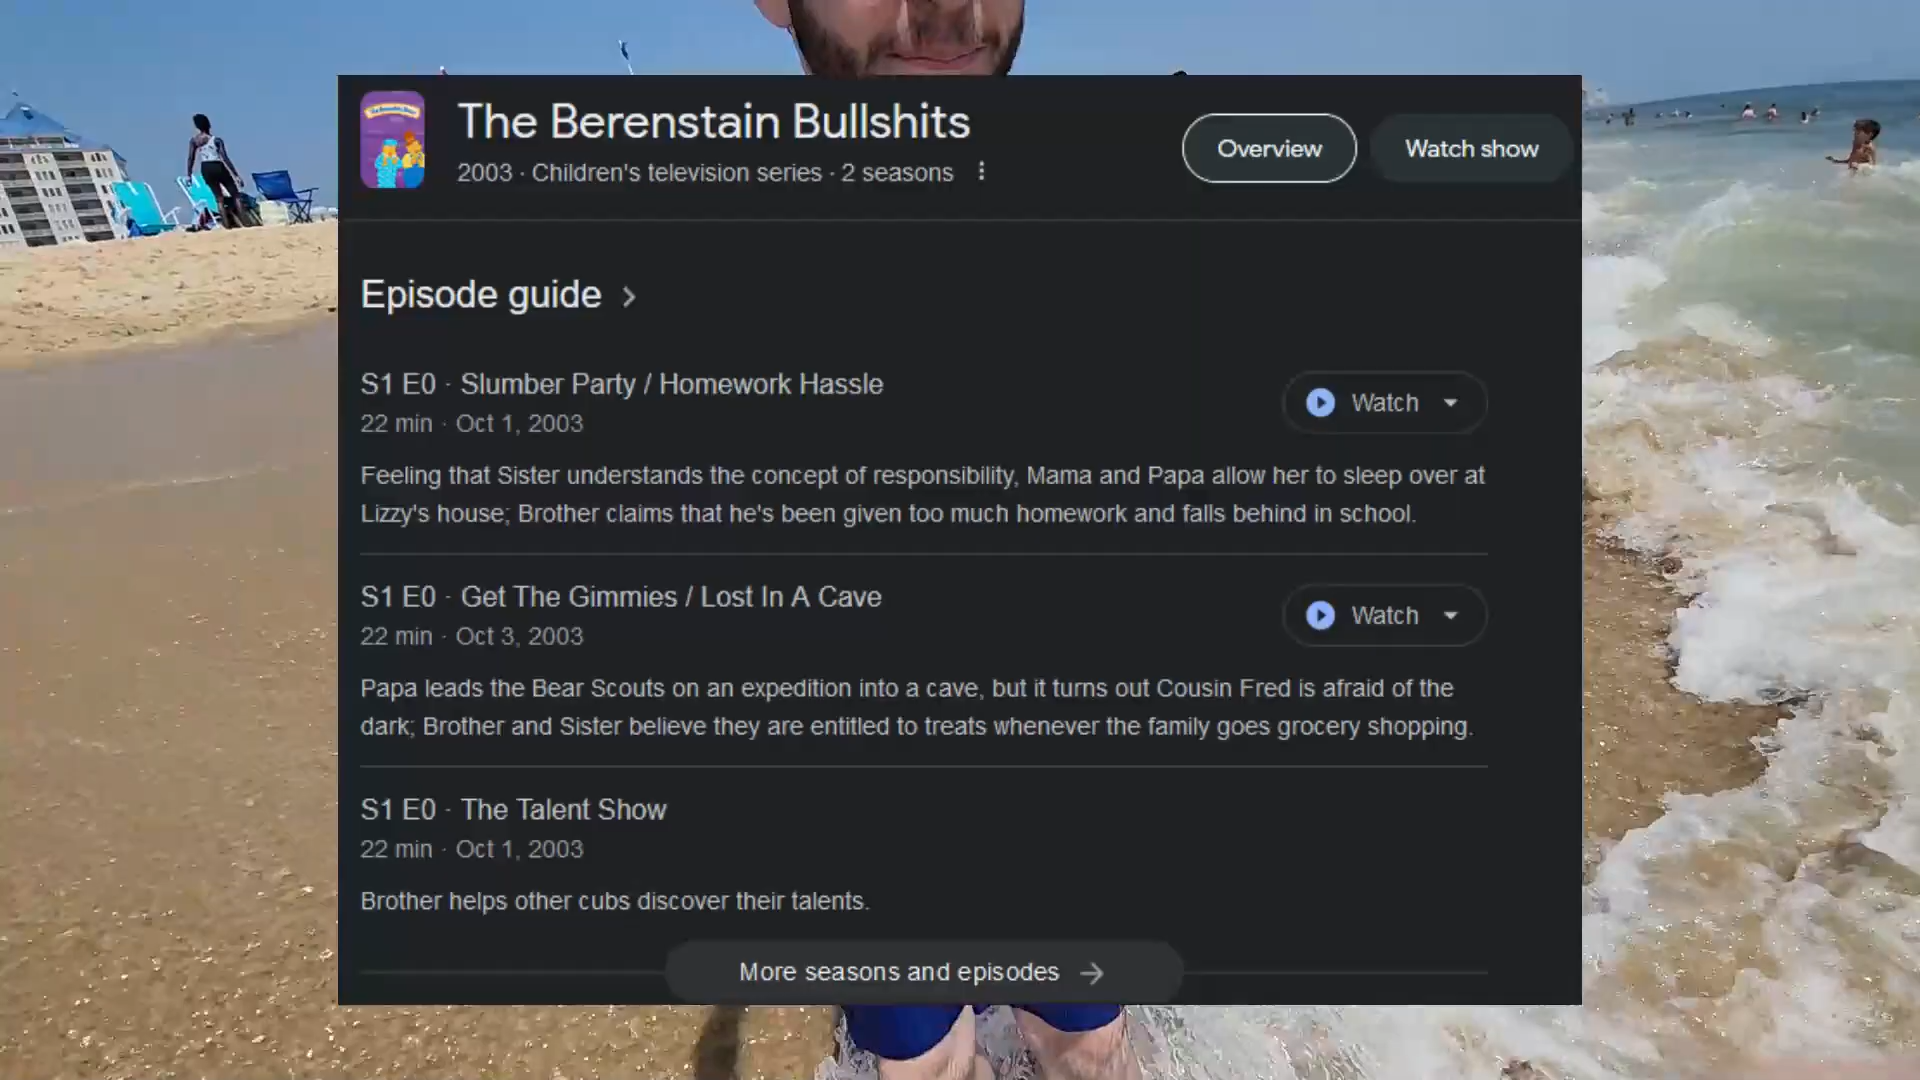 The Berenstain Bullshits
2003 · Children's television series · 2 seasons
Overview
Watch show
Episode guide
S1 E0 · Slumber Party / Homework Hassle
22 min · Oct 1, 2003
Watch
Feeling that Sister understands the concept of responsibility, Mama and Papa allow her to sleep over at
Lizzy's house; Brother claims that he's been given too much homework and falls behind in school.
S1 E0 · Get The Gimmies / Lost In A Cave
22 min · Oct 3, 2003
Watch
Papa leads the Bear Scouts on an expedition into a cave, but it turns out Cousin Fred is afraid of the
dark; Brother and Sister believe they are entitled to treats whenever the family goes grocery shopping.
S1 E0 · The Talent Show
22 min · Oct 1, 2003
Brother helps other cubs discover their talents.
More seasons and episodes